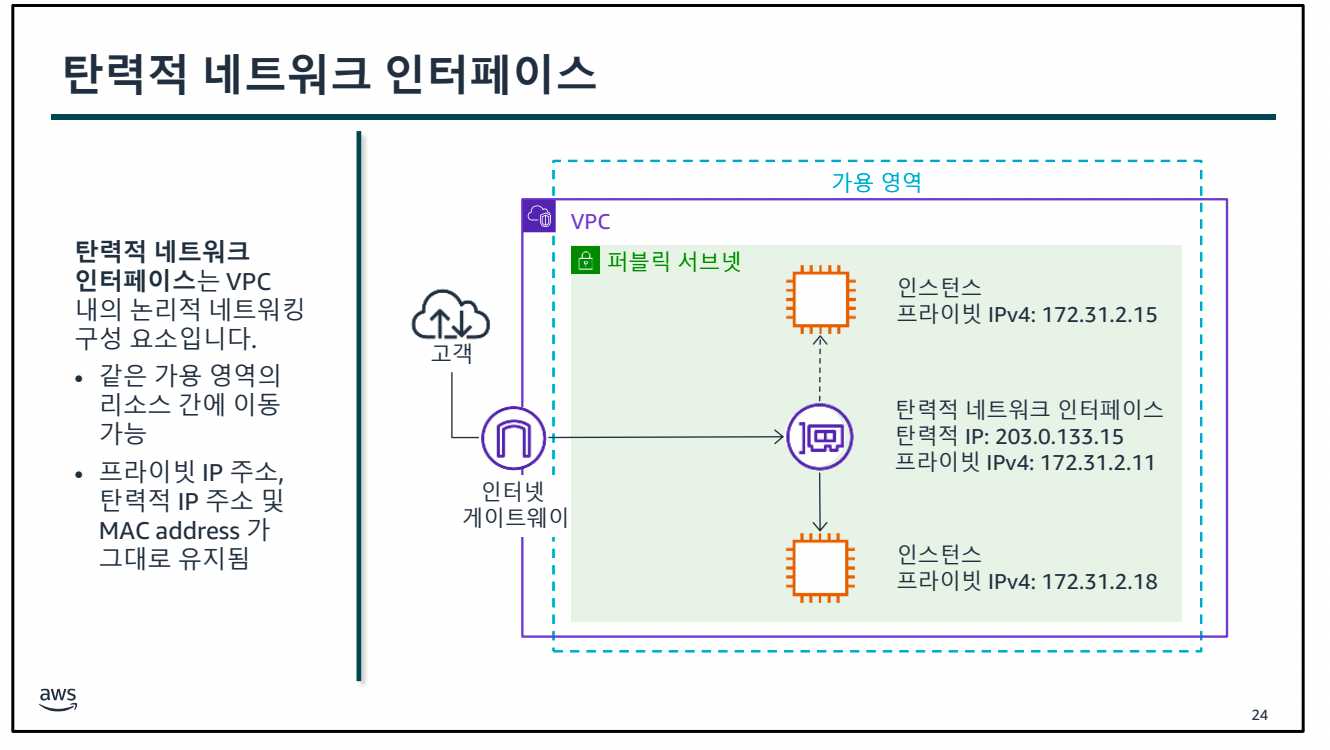 탄력적 네트워크 인터페이스
탄력적 네트워크
인터페이스는 VPC
내의 논리적 네트워킹
구성 요소입니다.
• 같은 가용 영역의
리소스 간에 이동
가능
• 프라이빗 IP 주소,
탄력적 IP 주소 및
MAC address 가
그대로 유지됨
가용 영역
VPC
퍼블릭 서브넷
고객
인터넷
게이트웨이
인스턴스
프라이빗 IPv4: 172.31.2.15
탄력적 네트워크 인터페이스
탄력적 IP: 203.0.133.15
프라이빗 IPv4: 172.31.2.11
인스턴스
프라이빗 IPv4: 172.31.2.18
aws
24